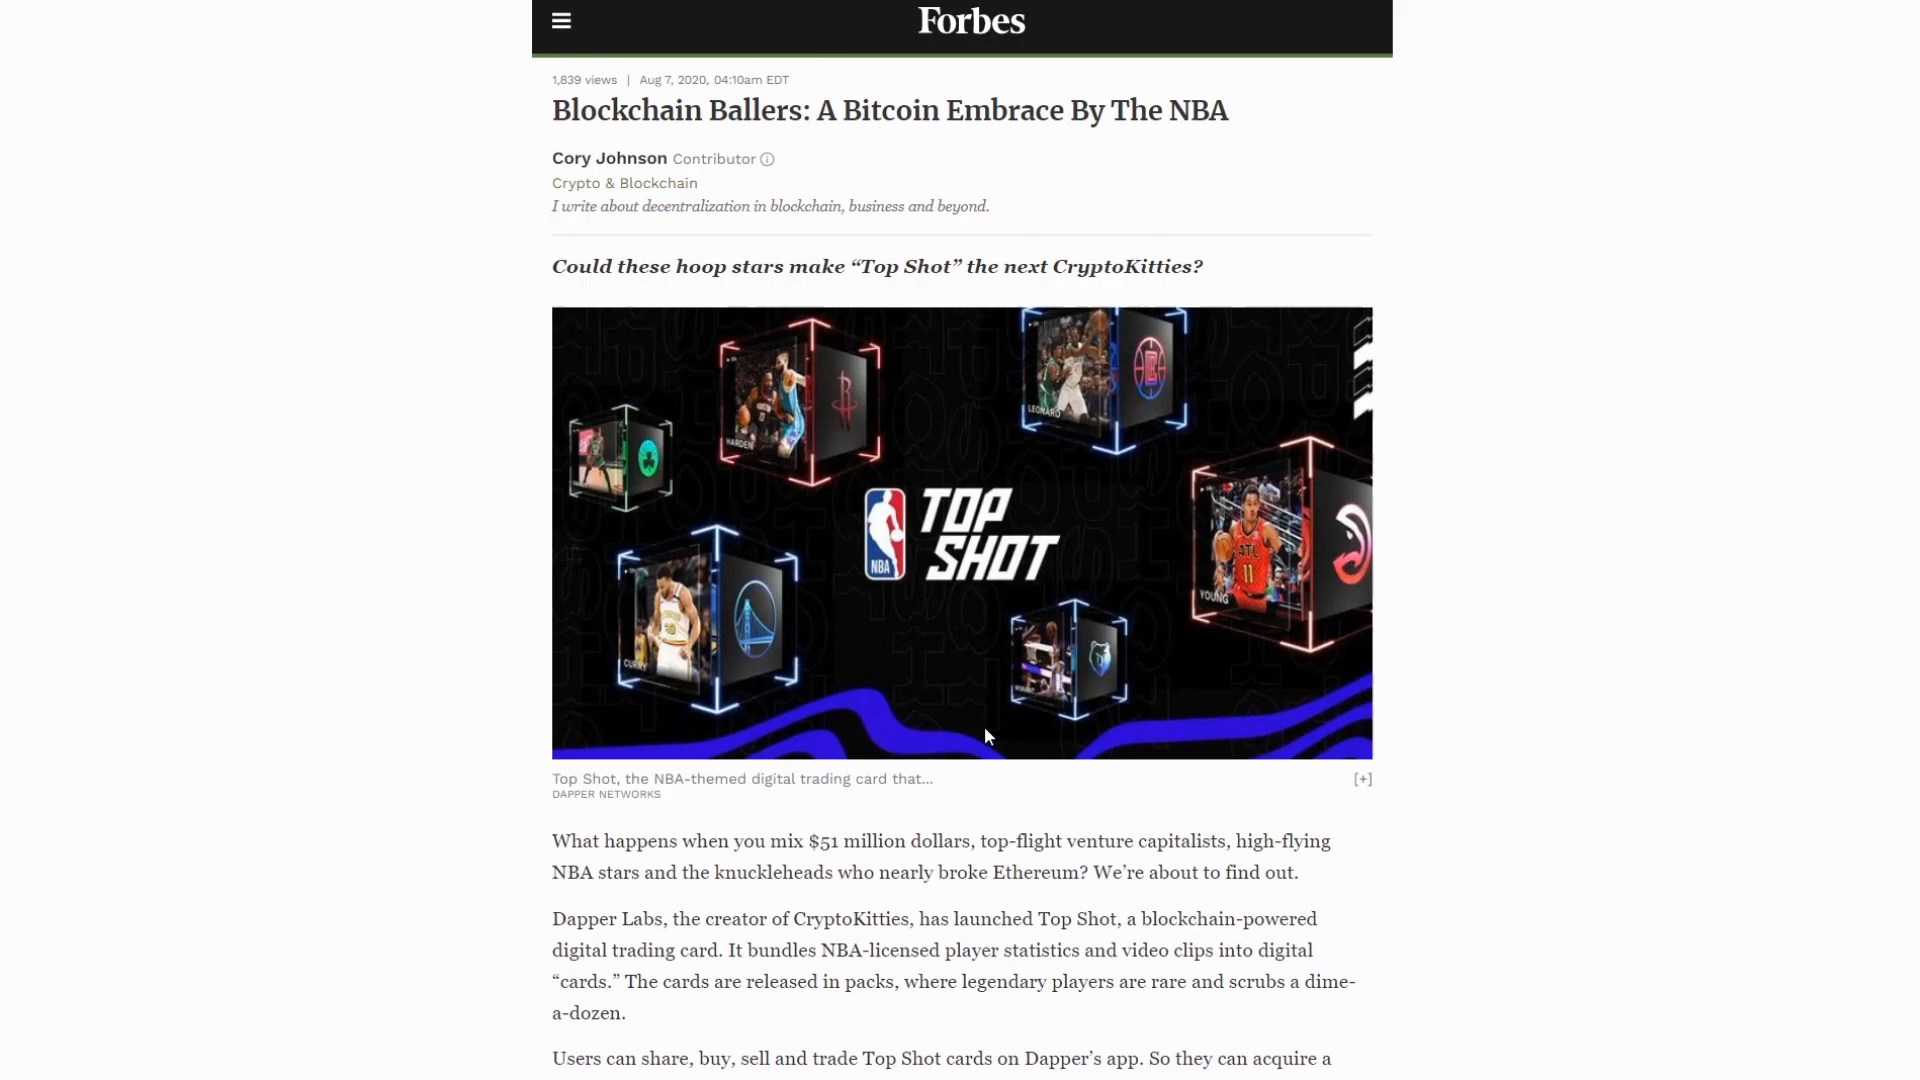 Forbes
1,839 views | Aug 7, 2020, 04:10am EDT
Blockchain Ballers: A Bitcoin Embrace By The NBA
Cory Johnson Contributor
Crypto & Blockchain
I write about decentralization in blockchain, business and beyond.
Could these hoop stars make “Top Shot” the next CryptoKitties?
LEONARD
HARDEN
TOP
SHOT
NBA
ATL
11
YOUNG
30
CURRY
Top Shot, the NBA-themed digital trading card that... [+]
DAPPER NETWORKS
What happens when you mix $51 million dollars, top-flight venture capitalists, high-flying
NBA stars and the knuckleheads who nearly broke Ethereum? We’re about to find out.
Dapper Labs, the creator of CryptoKitties, has launched Top Shot, a blockchain-powered
digital trading card. It bundles NBA-licensed player statistics and video clips into digital
“cards.” The cards are released in packs, where legendary players are rare and scrubs a dime-
a-dozen.
Users can share, buy, sell and trade Top Shot cards on Dapper’s app. So they can acquire a